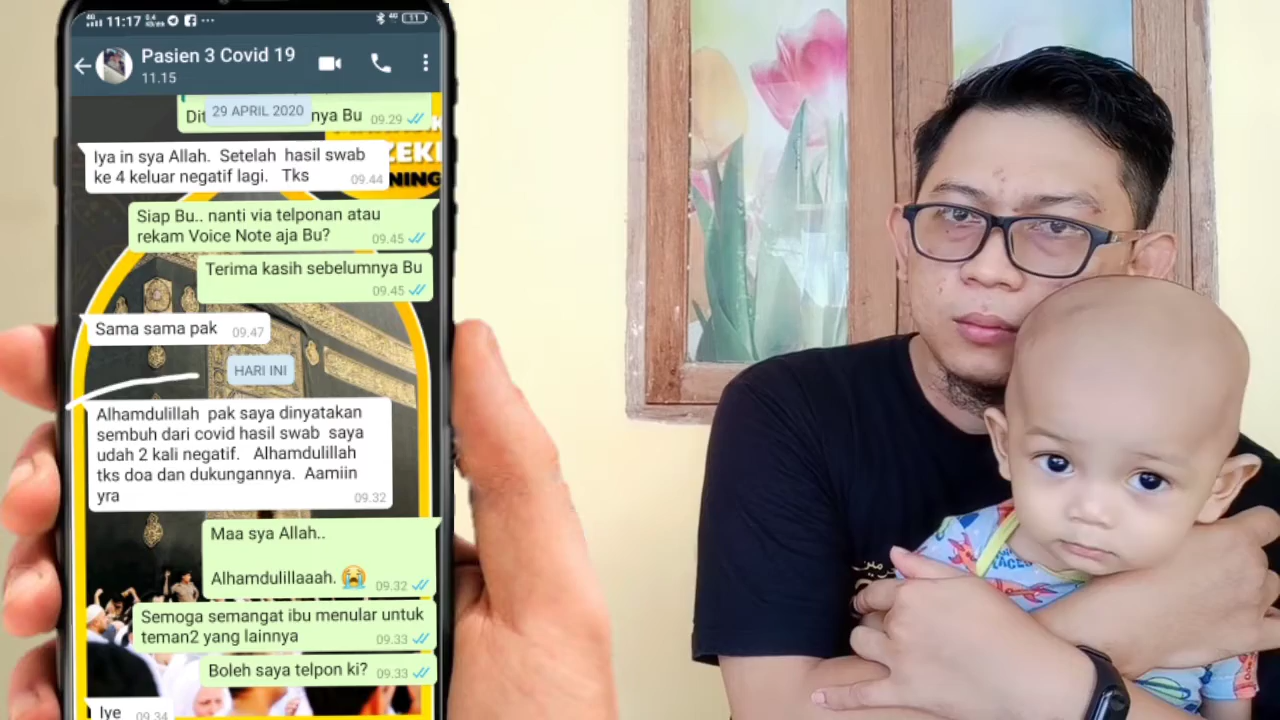 11:17
Pasien 3 Covid 19
11.15
29 APRIL 2020
Dit nya Bu 09.29
ZEKI
NING
Iya in sya Allah. Setelah hasil swab
ke 4 keluar negatif lagi. Tks 09.44
Siap Bu.. nanti via telponan atau
rekam Voice Note aja Bu? 09.45
Terima kasih sebelumnya Bu
09.45
Sama sama pak 09.47
HARI INI
Alhamdulillah pak saya dinyatakan
sembuh dari covid hasil swab saya
udah 2 kali negatif. Alhamdulillah
tks doa dan dukungannya. Aamiin
yra 09.32
Maa sya Allah..
Alhamdulillaaah. 😭 09.32
Semoga semangat ibu menular untuk
teman2 yang lainnya 09.33
Boleh saya telpon ki? 09.33
Iye 09.34